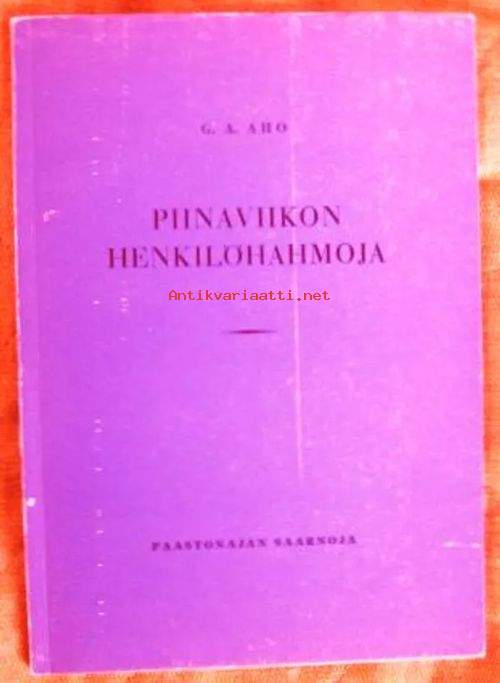 G. A. AHO
PIINAVIIKON
HENKILÖHAHMOJA
Antikvariaatti.net
PAASTONAJAN SAARNOJA